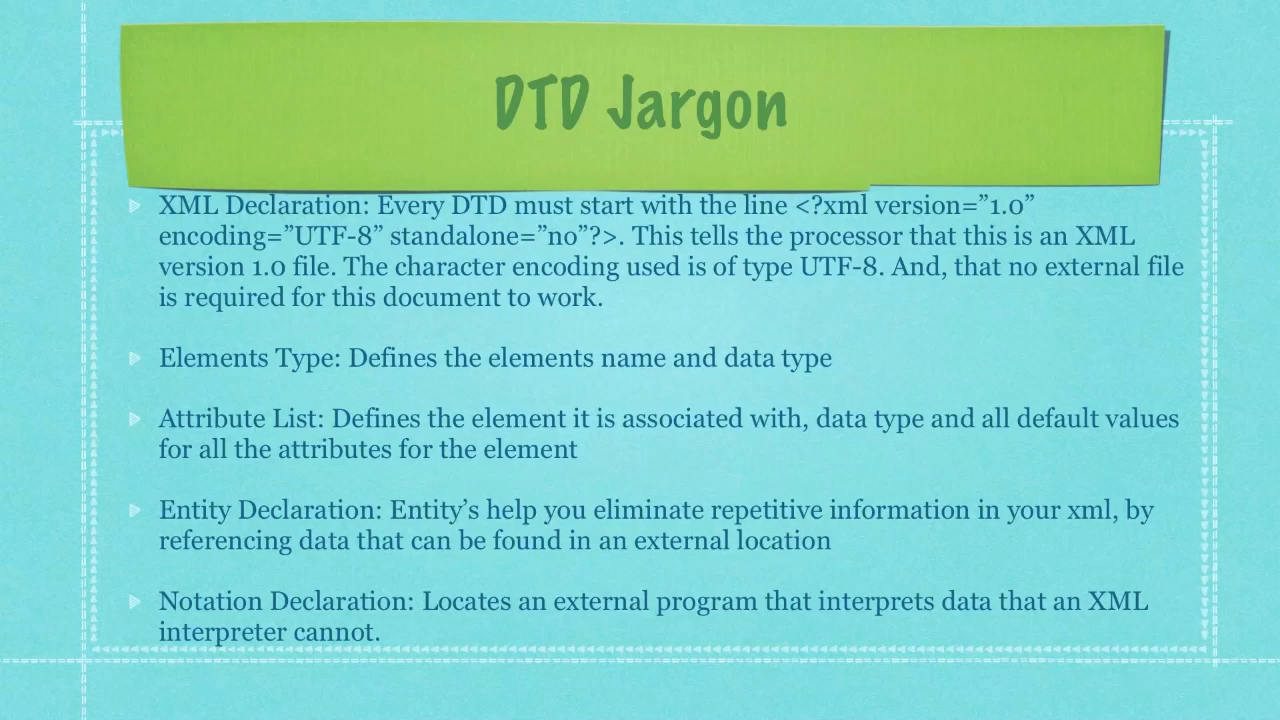 DTD Jargon
XML Declaration: Every DTD must start with the line <?xml version=”1.0”
encoding=”UTF-8” standalone=”no”?>. This tells the processor that this is an XML
version 1.0 file. The character encoding used is of type UTF-8. And, that no external file
is required for this document to work.
Elements Type: Defines the elements name and data type
Attribute List: Defines the element it is associated with, data type and all default values
for all the attributes for the element
Entity Declaration: Entity’s help you eliminate repetitive information in your xml, by
referencing data that can be found in an external location
Notation Declaration: Locates an external program that interprets data that an XML
interpreter cannot.